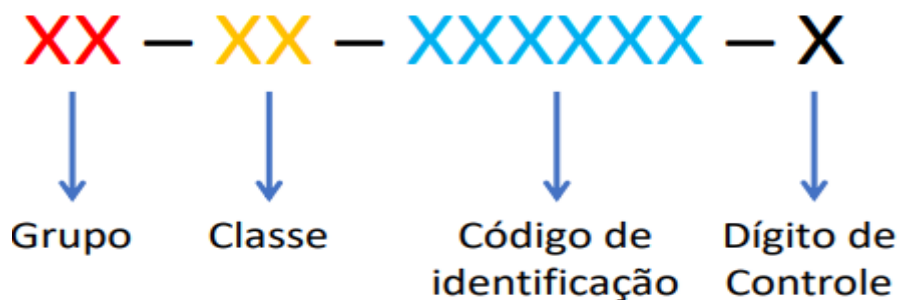 XX – XX – XXXXXX – X
Grupo Classe Código de identificação Dígito de Controle